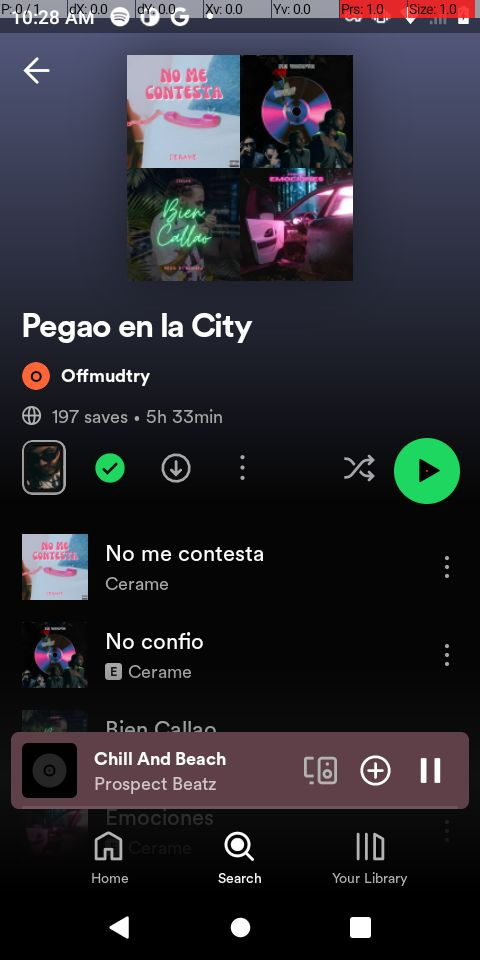 P: 0 / 1 dX: 0.0 dY: 0.0 Xv: 0.0 Yv: 0.0 Prs: 1.0 Size: 1.0
10:28 AM
NO ME
CONTESTA
CERAME
EMOCIONES
Bien
Callao
Pegao en la City
Offmudtry
197 saves • 5h 33min
NO ME
CONTESTA
No me contesta
Cerame
No confio
E Cerame
Bien Callao
Chill And Beach
Prospect Beatz
Emociones
Cerame
Home
Search
Your Library